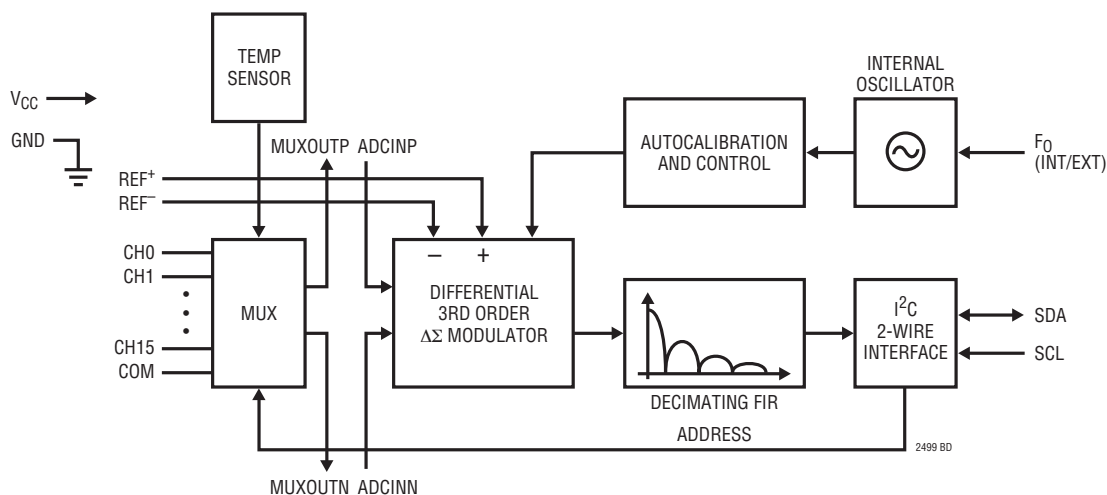 TEMP
SENSOR
INTERNAL
OSCILLATOR
VCC
GND
MUXOUTP ADCINP
AUTOCALIBRATION
AND CONTROL
FO
(INT/EXT)
REF+
REF−
CH0
CH1
CH15
COM
MUX
− +
DIFFERENTIAL
3RD ORDER
ΔΣ MODULATOR
I2C
2-WIRE
INTERFACE
SDA
SCL
DECIMATING FIR
ADDRESS
2499 BD
MUXOUTN ADCINN